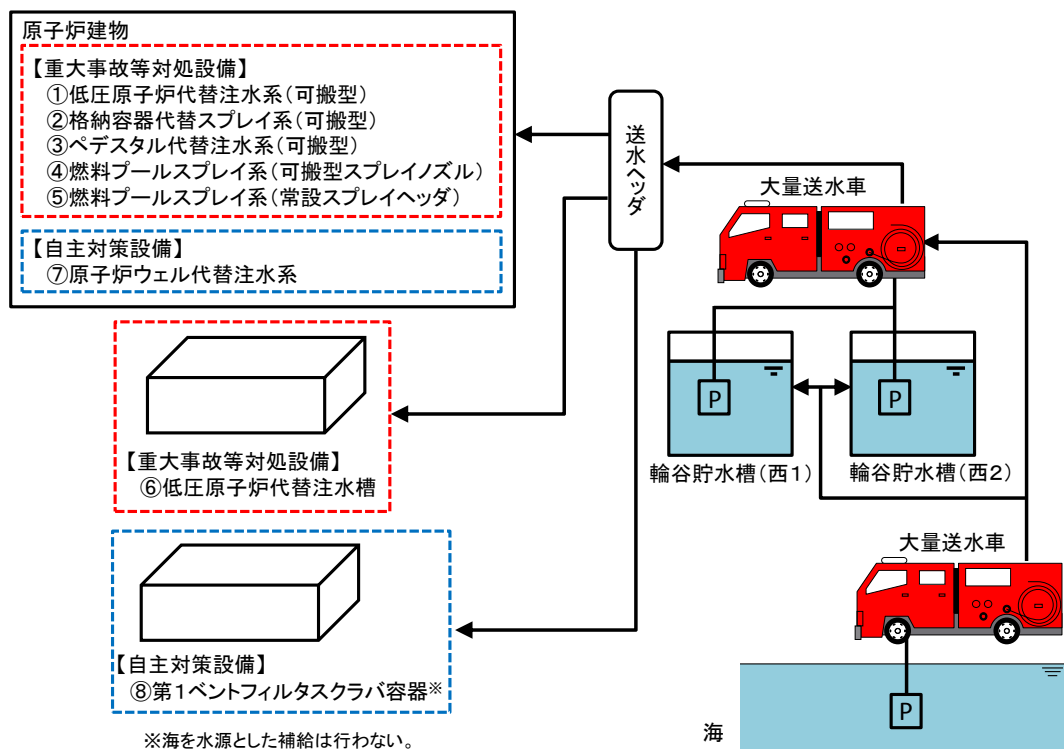 原子炉建物
【重大事故等対処設備】
①低圧原子炉代替注水系（可搬型）
②格納容器代替スプレイ系（可搬型）
③ペデスタル代替注水系（可搬型）
④燃料プールスプレイ系（可搬型スプレイノズル）
⑤燃料プールスプレイ系（常設スプレイヘッダ）
【自主対策設備】
⑦原子炉ウェル代替注水系
送水ヘッダ
大量送水車
P
P
輪谷貯水槽（西１）
輪谷貯水槽（西２）
【重大事故等対処設備】
⑥低圧原子炉代替注水槽
大量送水車
【自主対策設備】
⑧第１ベントフィルタスクラバ容器※
P
海
※海を水源とした補給は行わない。